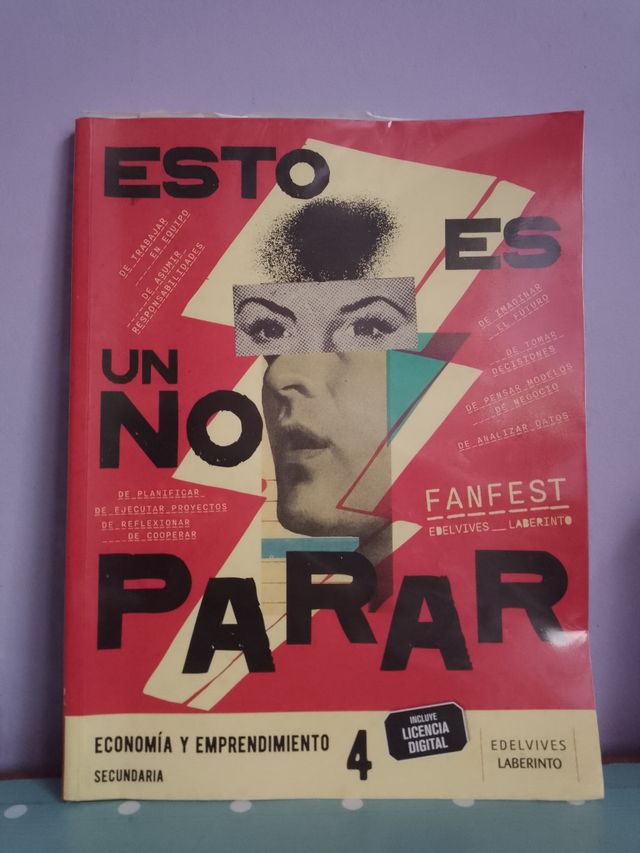 ESTO
ES
DE TRABAJAR
EN EQUIPO
DE ASUMIR
RESPONSABILIDADES
DE IMAGINAR
EL FUTURO
DE TOMAR
DECISIONES
DE PENSAR MODELOS
DE NEGOCIO
DE ANALIZAR DATOS
UN
NO
FANFEST
EDELVIVES __ LABERINTO
DE PLANIFICAR
DE EJECUTAR PROYECTOS
DE REFLEXIONAR
DE COOPERAR
PARAR
ECONOMÍA Y EMPRENDIMIENTO 4
SECUNDARIA
INCLUYE
LICENCIA
DIGITAL
EDELVIVES
LABERINTO